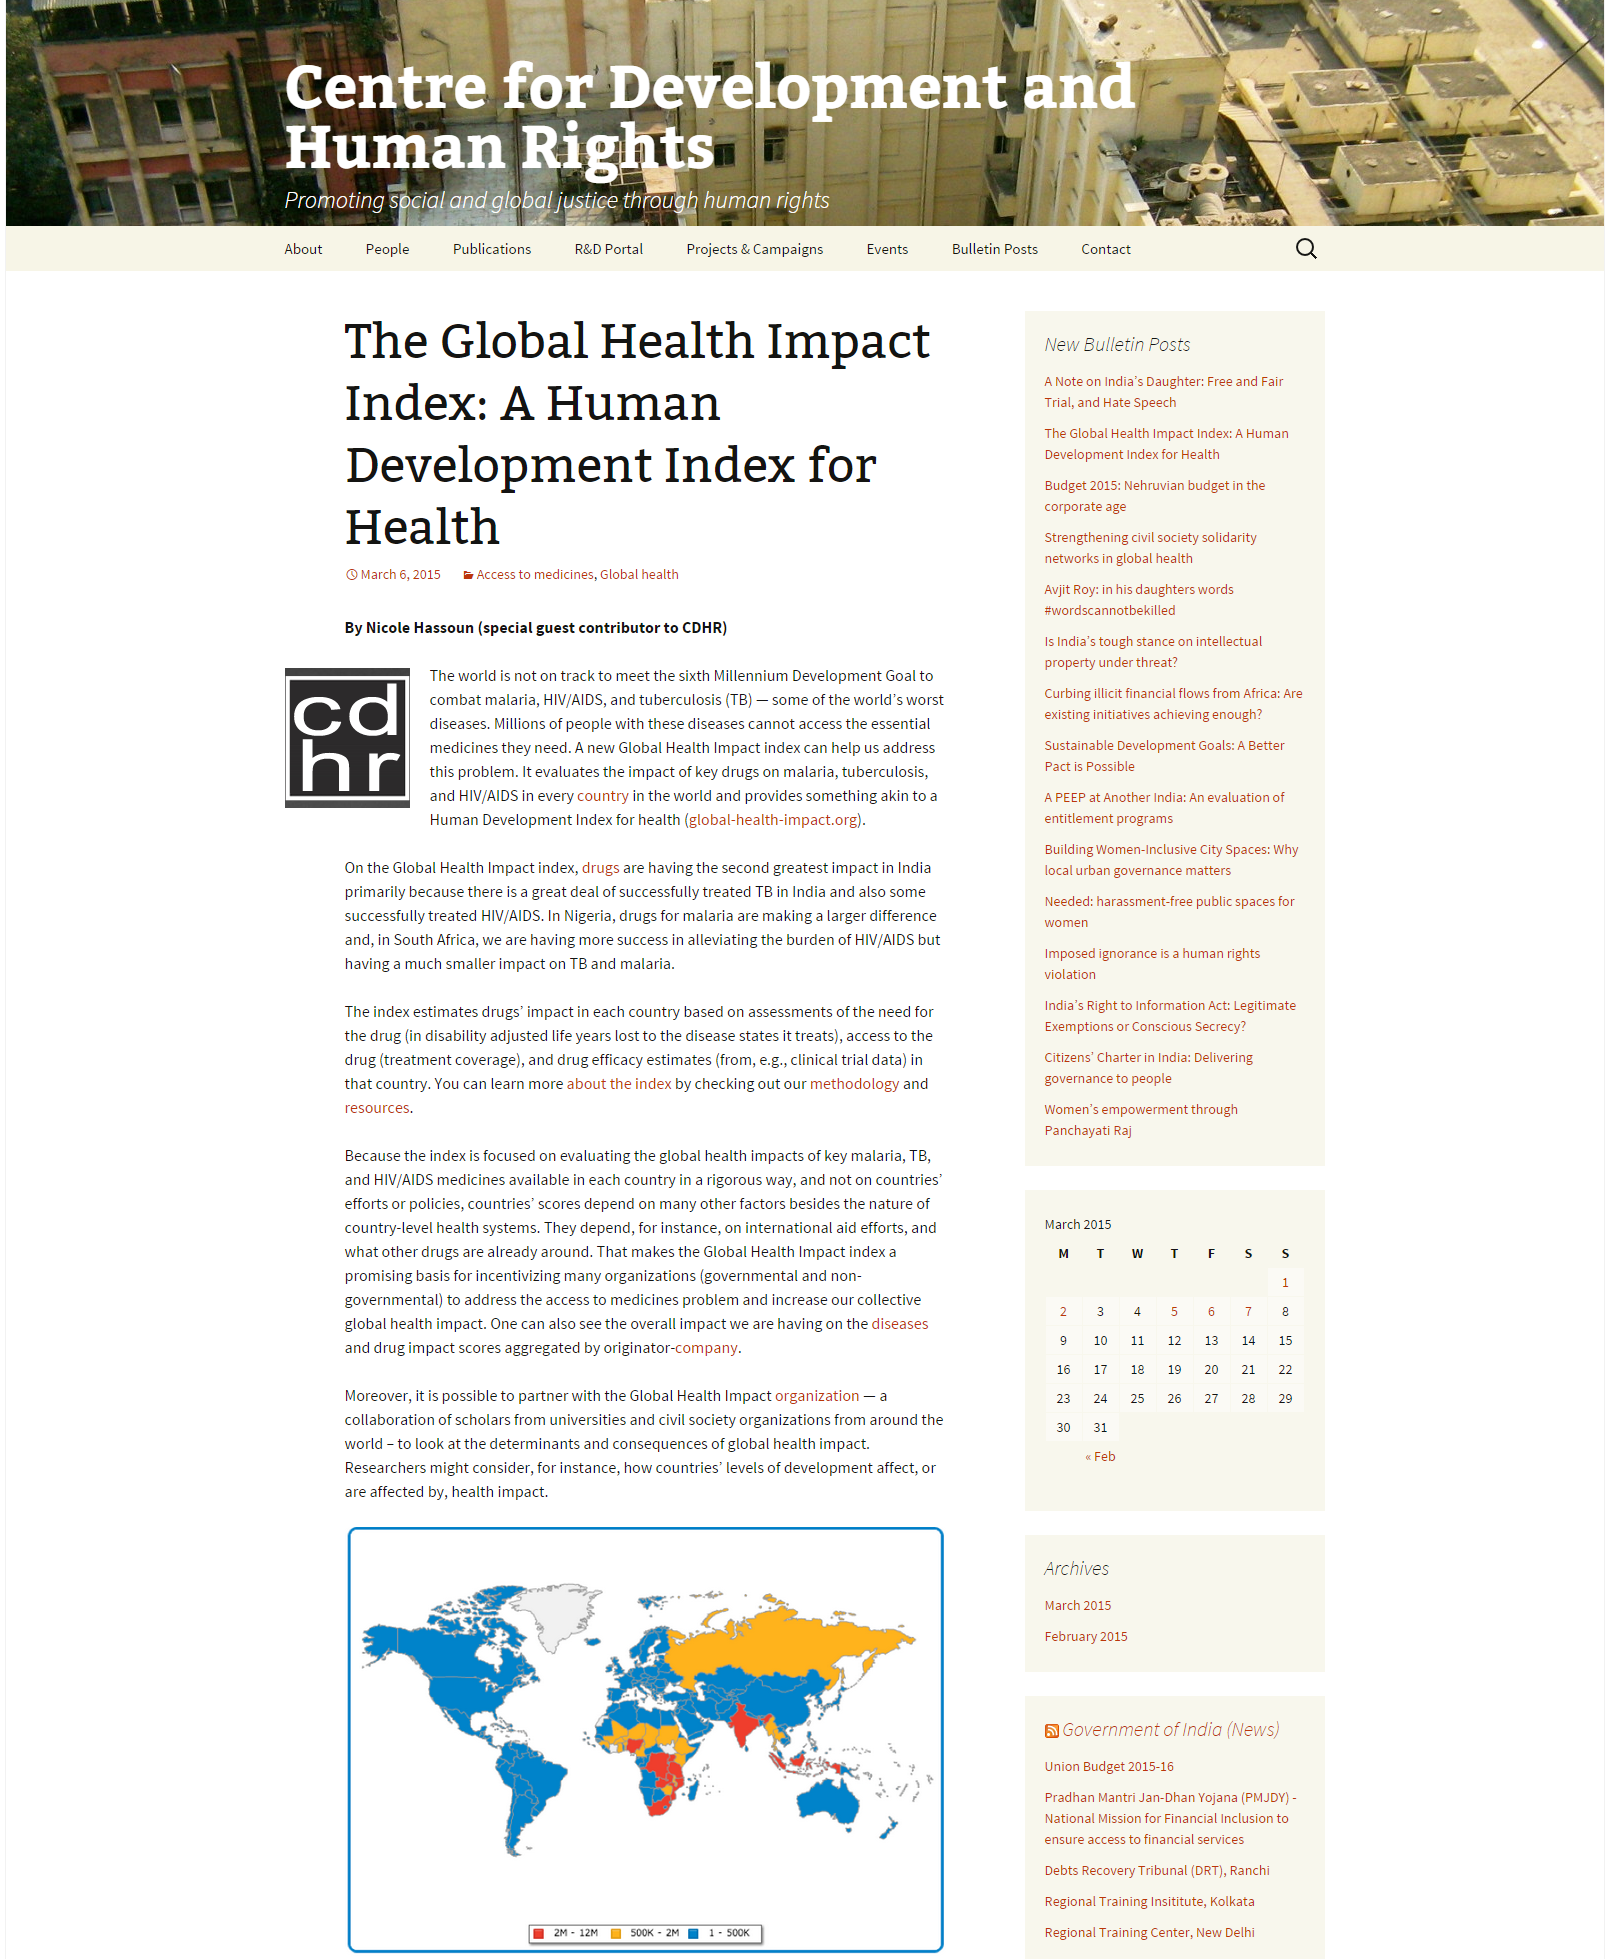 Centre for Development and
Human Rights
Promoting social and global justice through human rights
About People Publications R&D Portal Projects & Campaigns Events Bulletin Posts Contact
The Global Health Impact
Index: A Human
Development Index for
Health
March 6, 2015 Access to medicines, Global health
By Nicole Hassoun (special guest contributor to CDHR)
cd
hr
The world is not on track to meet the sixth Millennium Development Goal to
combat malaria, HIV/AIDS, and tuberculosis (TB) — some of the world's worst
diseases. Millions of people with these diseases cannot access the essential
medicines they need. A new Global Health Impact index can help us address
this problem. It evaluates the impact of key drugs on malaria, tuberculosis,
and HIV/AIDS in every country in the world and provides something akin to a
Human Development Index for health (global-health-impact.org).
On the Global Health Impact index, drugs are having the second greatest impact in India
primarily because there is a great deal of successfully treated TB in India and also some
successfully treated HIV/AIDS. In Nigeria, drugs for malaria are making a larger difference
and, in South Africa, we are having more success in alleviating the burden of HIV/AIDS but
having a much smaller impact on TB and malaria.
The index estimates drugs' impact in each country based on assessments of the need for
the drug (in disability adjusted life years lost to the disease states it treats), access to the
drug (treatment coverage), and drug efficacy estimates (from, e.g., clinical trial data) in
that country. You can learn more about the index by checking out our methodology and
resources.
Because the index is focused on evaluating the global health impacts of key malaria, TB,
and HIV/AIDS medicines available in each country in a rigorous way, and not on countries'
efforts or policies, countries' scores depend on many other factors besides the nature of
country-level health systems. They depend, for instance, on international aid efforts, and
what other drugs are already around. That makes the Global Health Impact index a
promising basis for incentivizing many organizations (governmental and non-
governmental) to address the access to medicines problem and increase our collective
global health impact. One can also see the overall impact we are having on the diseases
and drug impact scores aggregated by originator-company.
Moreover, it is possible to partner with the Global Health Impact organization — a
collaboration of scholars from universities and civil society organizations from around the
world – to look at the determinants and consequences of global health impact.
Researchers might consider, for instance, how countries' levels of development affect, or
are affected by, health impact.
2M - 12M 500K - 2M 1 - 500K
New Bulletin Posts
A Note on India's Daughter: Free and Fair
Trial, and Hate Speech
The Global Health Impact Index: A Human
Development Index for Health
Budget 2015: Nehruvian budget in the
corporate age
Strengthening civil society solidarity
networks in global health
Avjit Roy: in his daughters words
#wordscannotbekilled
Is India's tough stance on intellectual
property under threat?
Curbing illicit financial flows from Africa: Are
existing initiatives achieving enough?
Sustainable Development Goals: A Better
Pact is Possible
A PEEP at Another India: An evaluation of
entitlement programs
Building Women-Inclusive City Spaces: Why
local urban governance matters
Needed: harassment-free public spaces for
women
Imposed ignorance is a human rights
violation
India's Right to Information Act: Legitimate
Exemptions or Conscious Secrecy?
Citizens' Charter in India: Delivering
governance to people
Women's empowerment through
Panchayati Raj
March 2015
M T W T F S S
1
2 3 4 5 6 7 8
9 10 11 12 13 14 15
16 17 18 19 20 21 22
23 24 25 26 27 28 29
30 31
« Feb
Archives
March 2015
February 2015
Government of India (News)
Union Budget 2015-16
Pradhan Mantri Jan-Dhan Yojana (PMJDY) -
National Mission for Financial Inclusion to
ensure access to financial services
Debts Recovery Tribunal (DRT), Ranchi
Regional Training Insititute, Kolkata
Regional Training Center, New Delhi